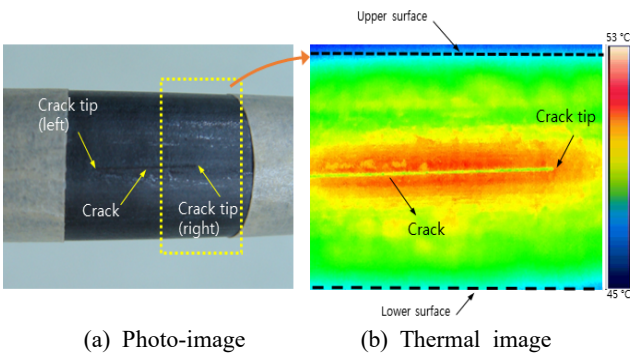 Upper surface
53 ℃
Crack tip
(left)
Crack
Crack tip
(right)
Crack tip
Crack
45 ℃
Lower surface
(a) Photo-image
(b) Thermal image